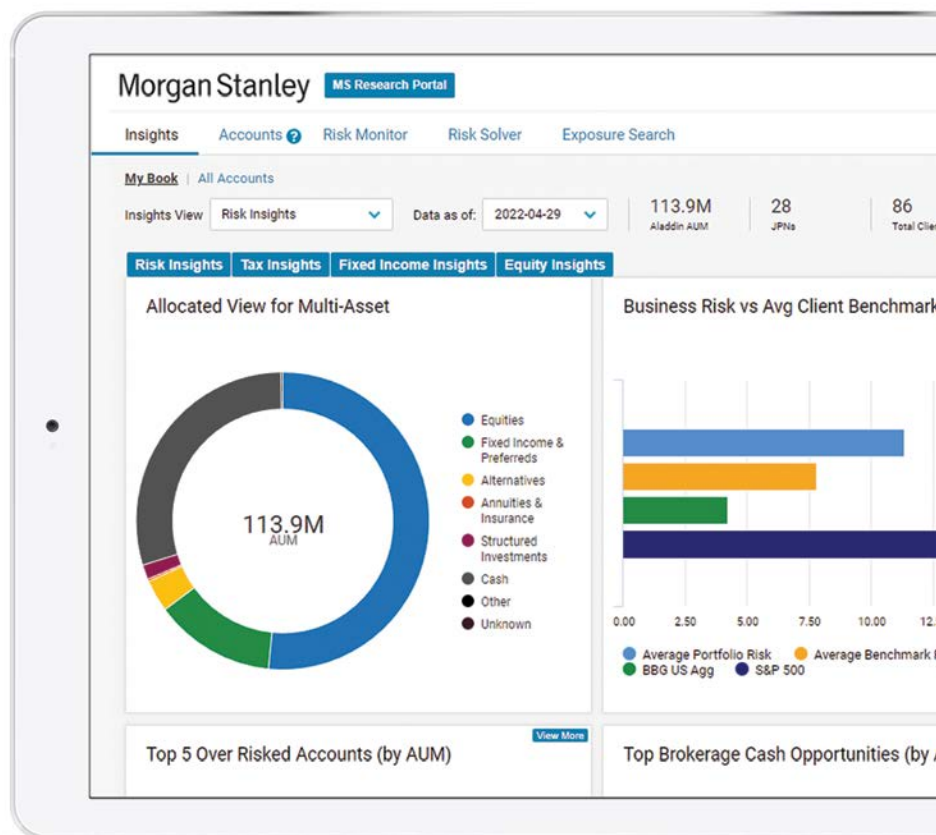 Morgan Stanley MS Research Portal
Insights Accounts ? Risk Monitor Risk Solver Exposure Search
My Book | All Accounts
Insights View Risk Insights Data as of: 2022-04-29
113.9M 28 86
Aladdin AUM JPNs Total
Risk Insights Tax Insights Fixed Income Insights Equity Insights
Allocated View for Multi-Asset
113.9M
AUM
Equities
Fixed Income &
Preferreds
Alternatives
Annuities &
Insurance
Structured
Investments
Cash
Other
Unknown
Business Risk vs Avg Client Benchmark
0.00 2.50 5.00 7.50 10.00
Average Portfolio Risk Average Benchmark
BBG US Agg S&P 500
Top 5 Over Risked Accounts (by AUM)
View More
Top Brokerage Cash Opportunities (by